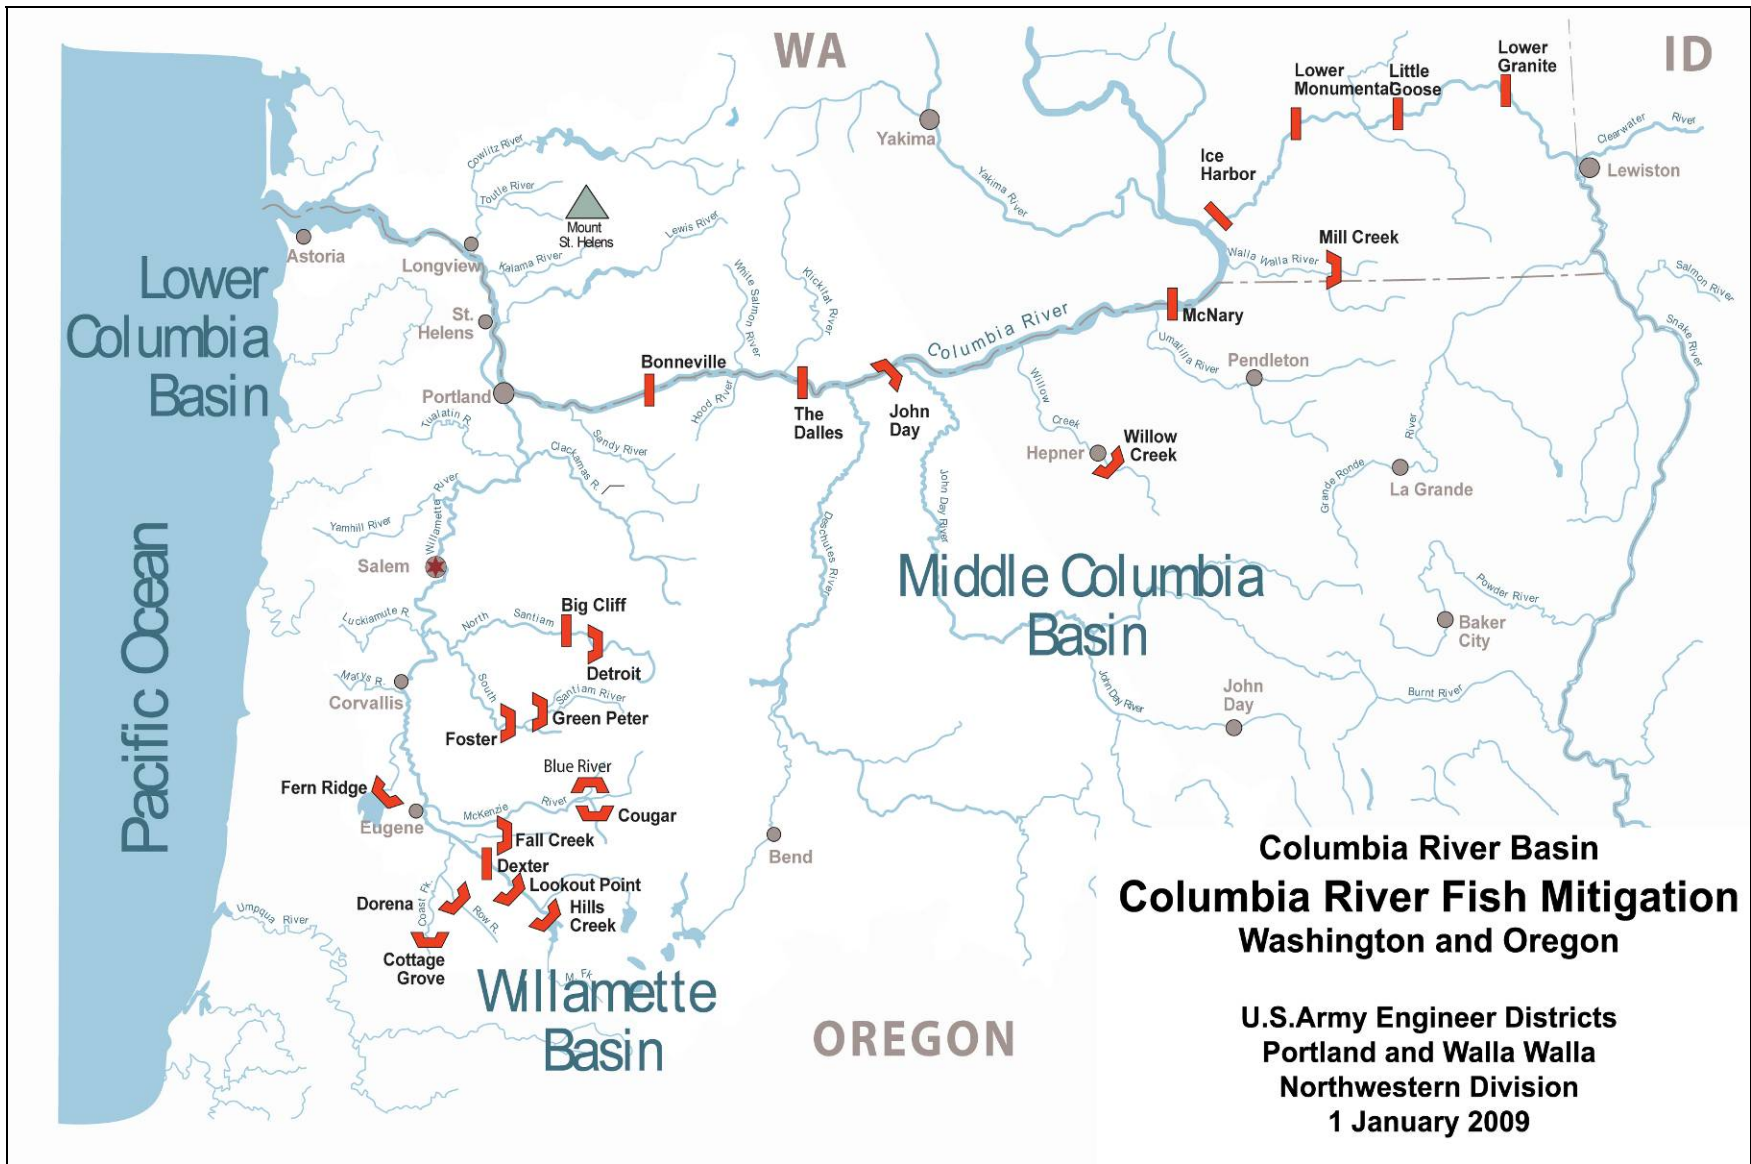 WA
ID
Lower
Granite
Lower
Monumental
Little
Goose
Cowlitz River
Toutle River
Yakima
Clearwater River
Lewiston
Ice
Harbor
Yakima River
Mount
St. Helens
Lewis River
Astoria
Longview
Kalama River
Mill Creek
Walla Walla River
Salmon River
Lower
Columbia
Basin
White Salmon River
Klickitat River
St.
Helens
Columbia River
McNary
Snake River
Umatilla River
Pendleton
Bonneville
Portland
Hood River
The
Dalles
John
Day
Willow Creek
Tualatin R.
Sandy River
Clackamas R.
Hepner
Willow
Creek
Grande Ronde River
La Grande
Willamette River
Yamhill River
John Day River
Deschutes River
Pacific Ocean
Salem
Middle Columbia
Basin
Powder River
Baker
City
Luckiamute R.
North Santiam
Big Cliff
Detroit
Marys R.
Corvallis
South Santiam River
Green Peter
Foster
John Day River
John
Day
Burnt River
Blue River
Fern Ridge
McKenzie River
Cougar
Eugene
Fall Creek
Dexter
Lookout Point
Bend
Dorena
Coast Fk.
Row R.
Hills
Creek
Umpqua River
Cottage
Grove
M. Fk.
Willamette
Basin
OREGON
Columbia River Basin
Columbia River Fish Mitigation
Washington and Oregon
U.S.Army Engineer Districts
Portland and Walla Walla
Northwestern Division
1 January 2009